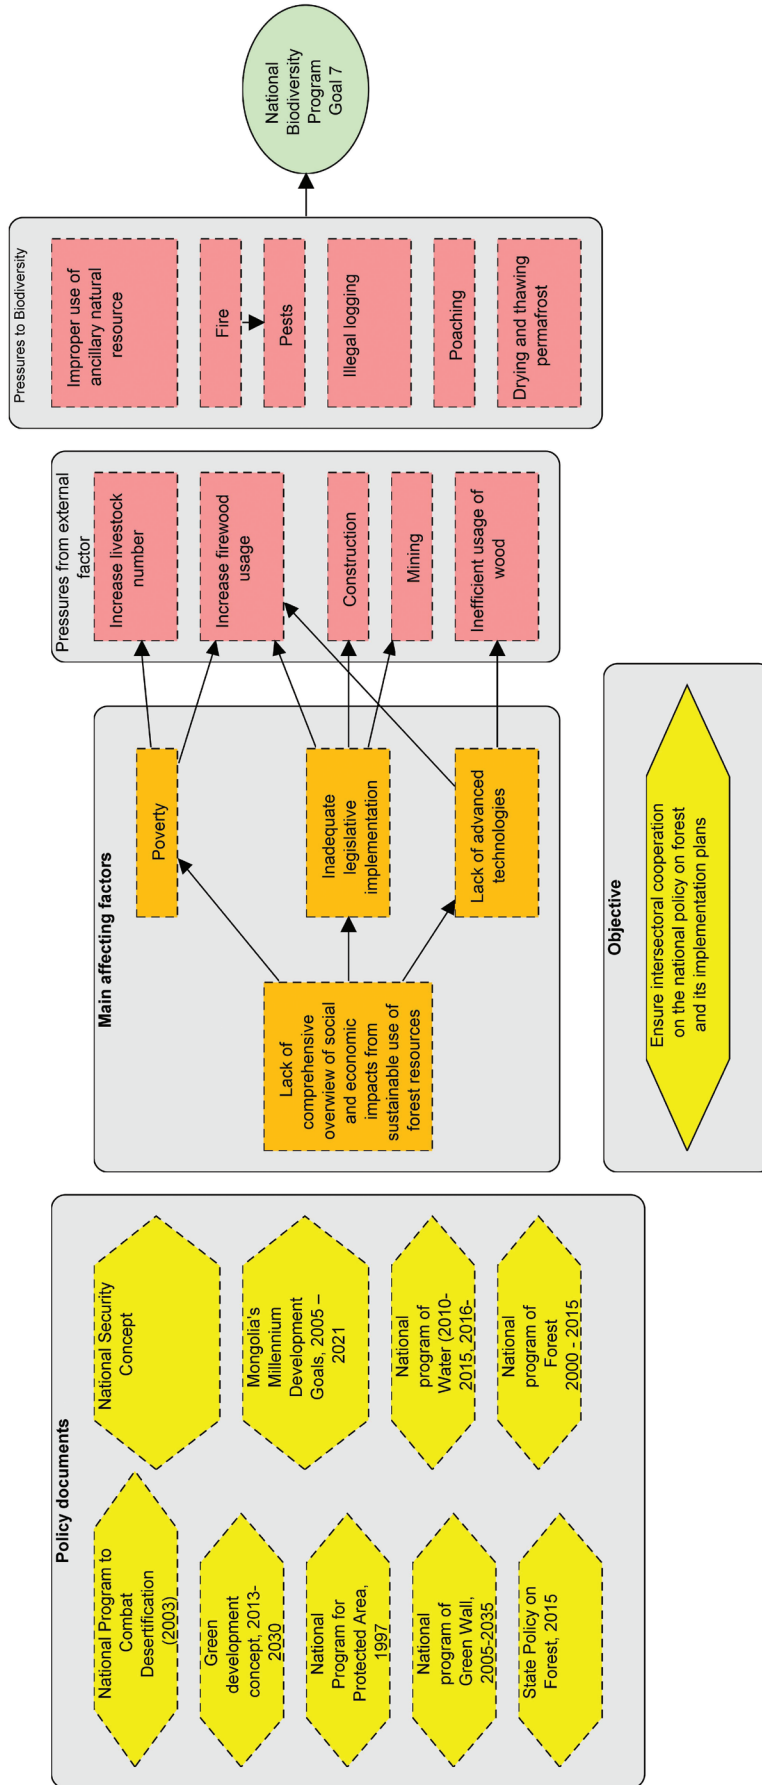 Policy documents
National Program to
Combat
Desertification
(2003)
Green
development
concept, 2013-
2030
National
Program for
Protected Area,
1997
National
program of
Green Wall,
2005-2035
State Policy on
Forest, 2015
National Security
Concept
Mongolia's
Millennium
Development
Goals, 2005 –
2021
National
program of
Water (2010-
2015, 2016-
National
program of
Forest
2000 - 2015
Main affecting factors
Lack of
comprehensive
overwiew of social
and economic
impacts from
sustainable use of
forest resources
Poverty
Inadequate
legislative
implementation
Lack of advanced
technologies
Objective
Ensure intersectoral cooperation
on the national policy on forest
and its implementation plans
Pressures from external
factor
Increase livestock
number
Increase firewood
usage
Construction
Mining
Inefficient usage of
wood
Pressures to Biodiversity
Improper use of
ancillary natural
resource
Fire
Pests
Illegal logging
Poaching
Drying and thawing
permafrost
National
Biodiversity
Program
Goal 7